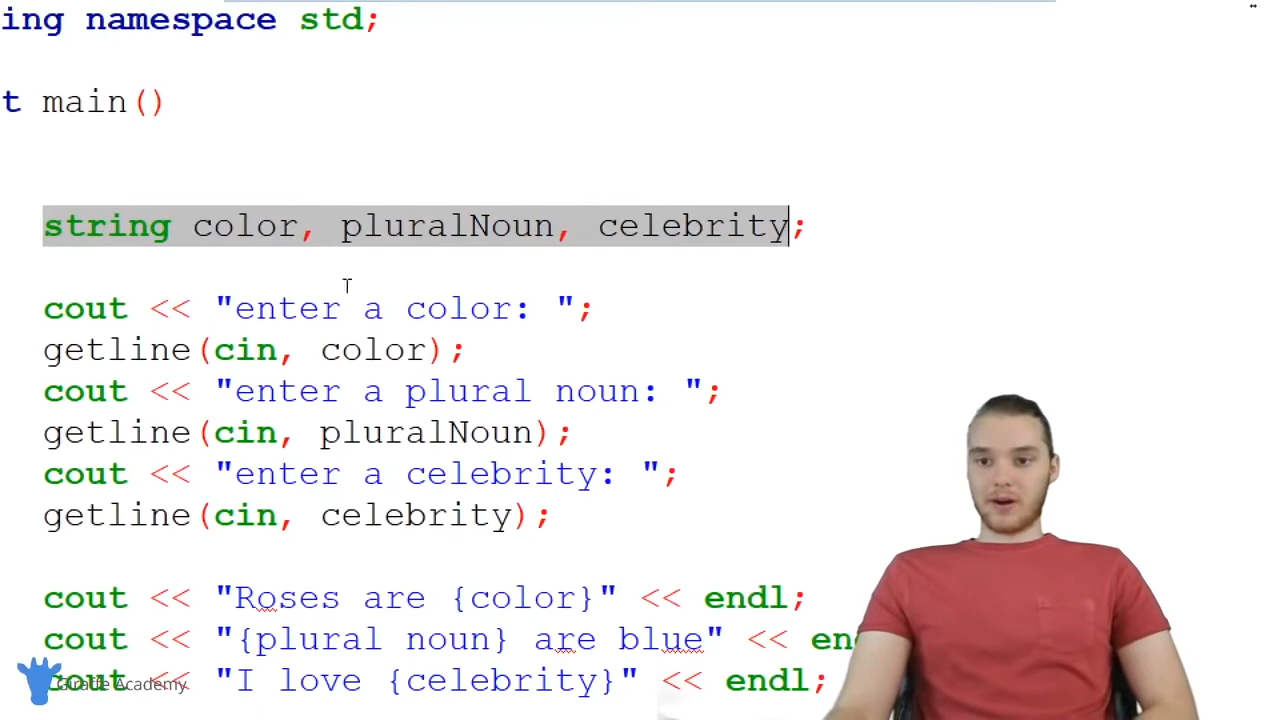 ing namespace std;
t main()
string color, pluralNoun, celebrity;
cout << "enter a color: ";
getline(cin, color);
cout << "enter a plural noun: ";
getline(cin, pluralNoun);
cout << "enter a celebrity: ";
getline(cin, celebrity);
cout << "Roses are {color}" << endl;
cout << "{plural noun} are blue" << en
cout << "I love {celebrity}" << endl;
Giraffe Academy